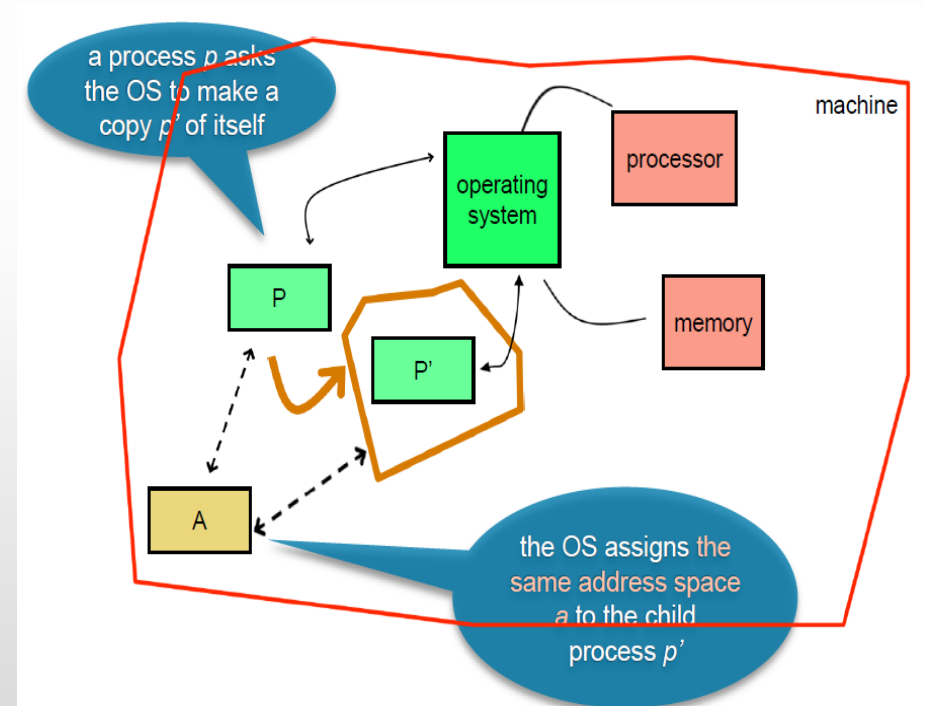 a process p asks
the OS to make a
copy p’ of itself
machine
processor
operating
system
memory
P
P’
A
the OS assigns the
same address space
a to the child
process p’